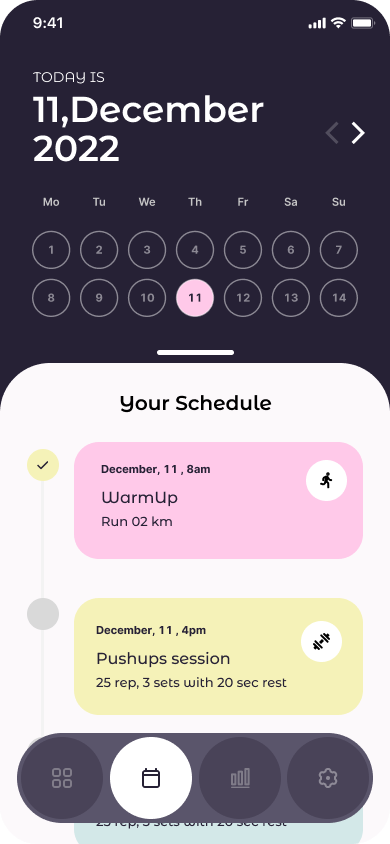 9:41
TODAY IS
11,December
2022
Mo Tu We Th Fr Sa Su
1 2 3 4 5 6 7
8 9 10 11 12 13 14
Your Schedule
December, 11 , 8am
WarmUp
Run 02 km
December, 11 , 4pm
Pushups session
25 rep, 3 sets with 20 sec rest
25 rep, 3 sets with 20 sec rest